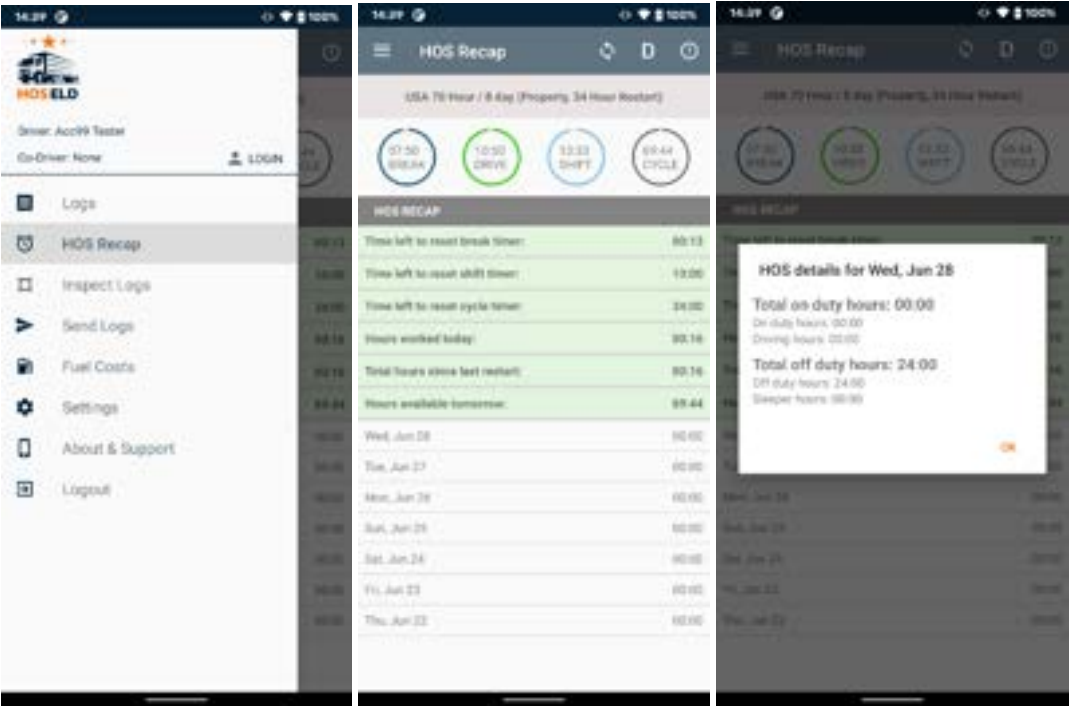 14:39
100%
HOS ELD
Driver: Acc99 Tester
Co-Driver: None
LOGIN
Logs
HOS Recap
Inspect Logs
Send Logs
Fuel Costs
Settings
About & Support
Logout
14:39
100%
HOS Recap
D
USA 70 Hour / 8 day (Property, 34 Hour Restart)
07:50
BREAK
DRIVE
SHIFT
69:44
CYCLE
HOS RECAP
Time left to reset break timer:
00:13
Time left to reset shift timer:
10:00
Time left to reset cycle timer:
34:00
Hours worked today:
00:16
Total hours since last restart:
00:16
Hours available tomorrow:
69:44
Wed, Jun 28
00:00
Tue, Jun 27
00:00
Mon, Jun 26
00:00
Sun, Jun 25
00:00
Sat, Jun 24
00:00
Fri, Jun 23
00:00
Thu, Jun 22
00:00
14:39
100%
HOS Recap
D
HOS details for Wed, Jun 28
Total on duty hours: 00:00
On duty hours: 00:00
Driving hours: 00:00
Total off duty hours: 24:00
Off duty hours: 24:00
Sleeper hours: 00:00
OK